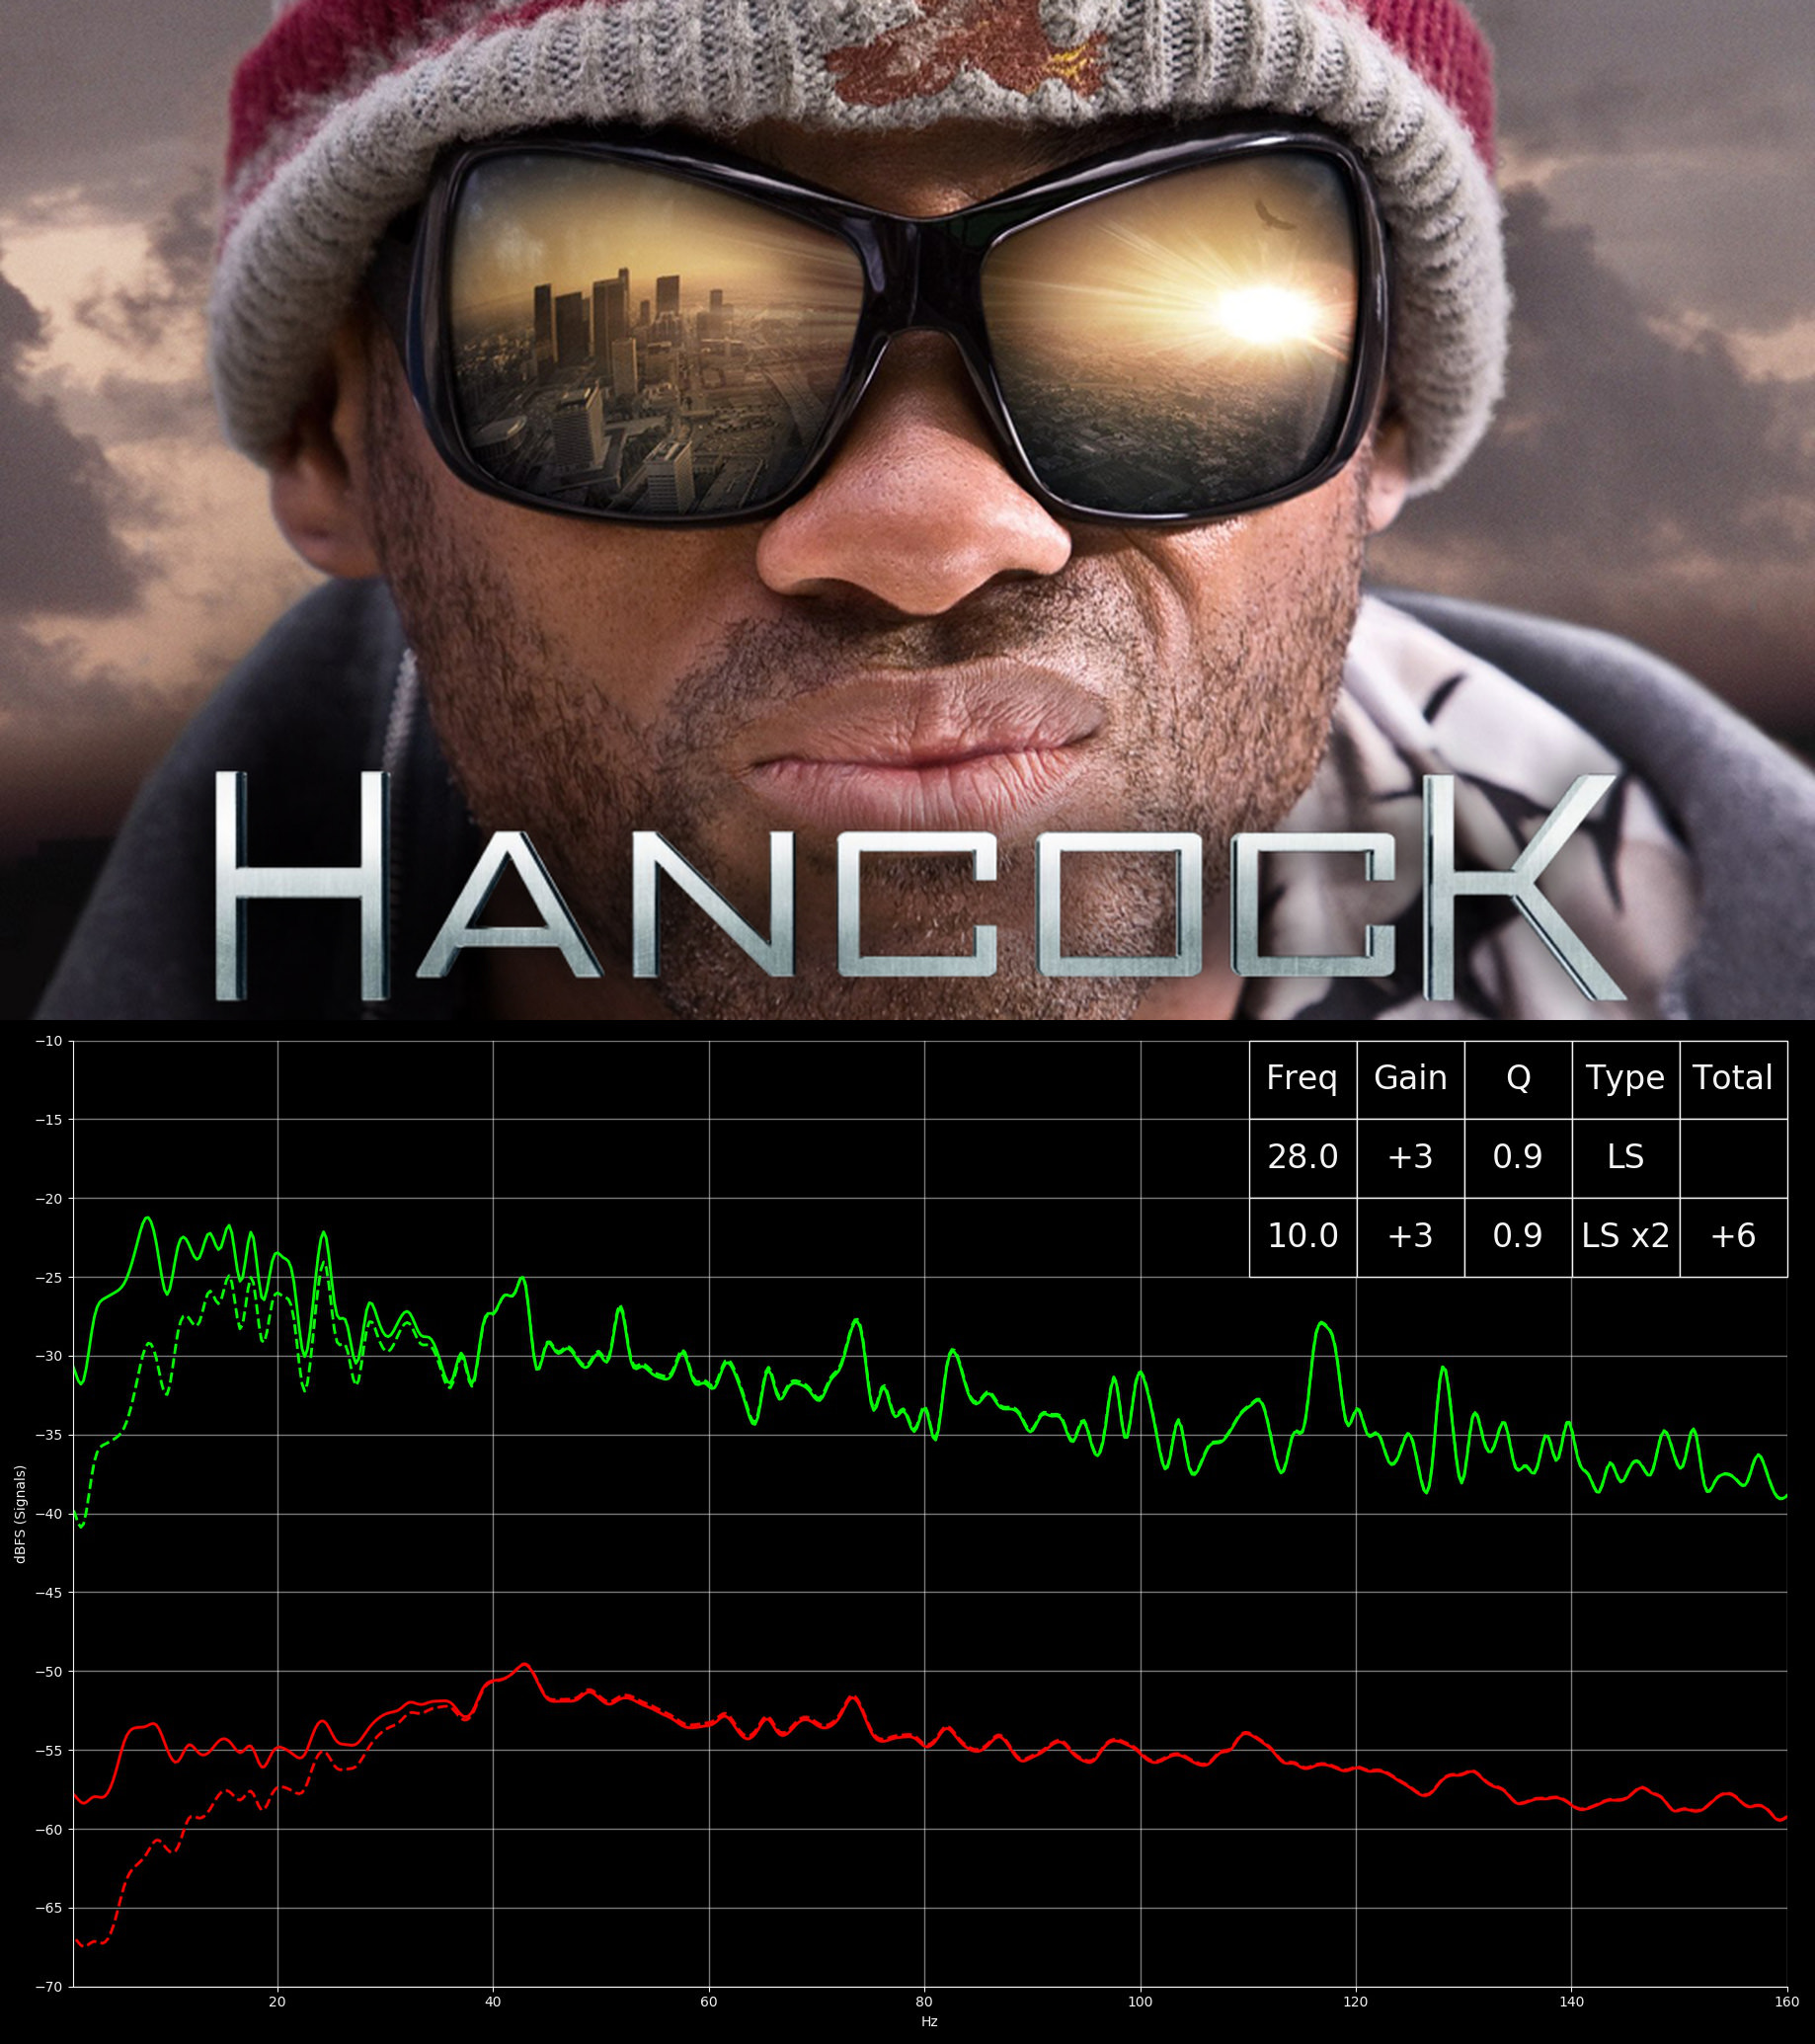 HANCOCK
Freq Gain Q Type Total
28.0 +3 0.9 LS
10.0 +3 0.9 LS x2 +6
−10
−15
−20
−25
−30
−35
−40
−45
−50
−55
−60
−65
−70
dBFS (Signals)
20 40 60 80 100 120 140 160
Hz